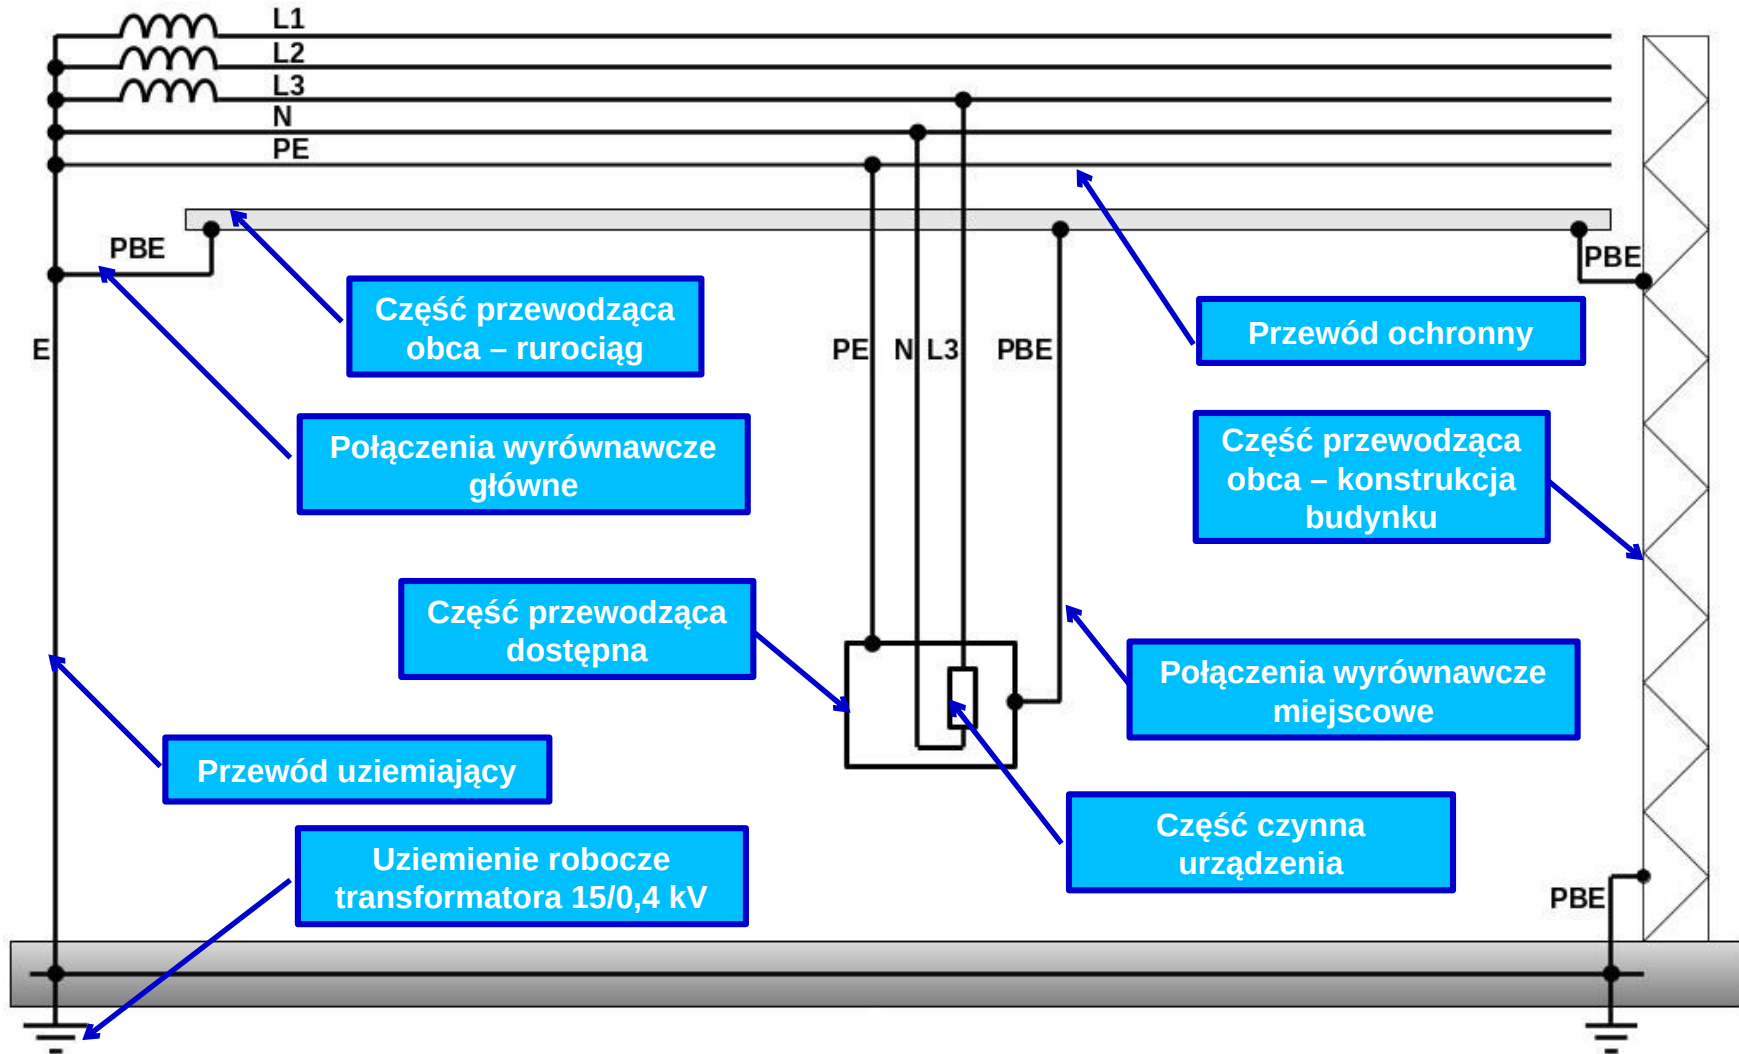 L1
L2
L3
N
PE
PBE
PBE
Część przewodząca
obca – rurociąg
Przewód ochronny
E
PE N L3 PBE
Połączenia wyrównawcze
główne
Część przewodząca
obca – konstrukcja
budynku
Część przewodząca
dostępna
Połączenia wyrównawcze
miejscowe
Przewód uziemiający
Część czynna
urządzenia
Uziemienie robocze
transformatora 15/0,4 kV
PBE